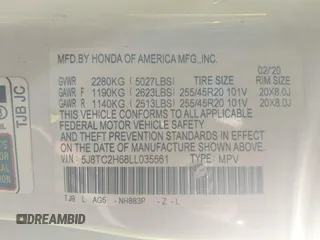 MFD.BY HONDA OF AMERICA MFG.,INC.
02/20
GVWR 2280KG (5027LBS) TIRE SIZE RIM SIZE
GAWR F 1190KG (2623LBS) 255/45R20 101V 20X8.0J
GAWR R 1140KG (2513LBS) 255/45R20 101V 20X8.0J
THIS VEHICLE CONFORMS TO ALL APPLICABLE
FEDERAL MOTOR VEHICLE SAFETY
AND THEFT PREVENTION STANDARDS IN EFFECT
ON THE DATE OF MANUFACTURE SHOWN ABOVE.
V.I.N. 5J8TC2H68LL035561 TYPE: MPV
TJB L AG5 -NH883P -Z-L
TJB JC
DIMEBID.COM